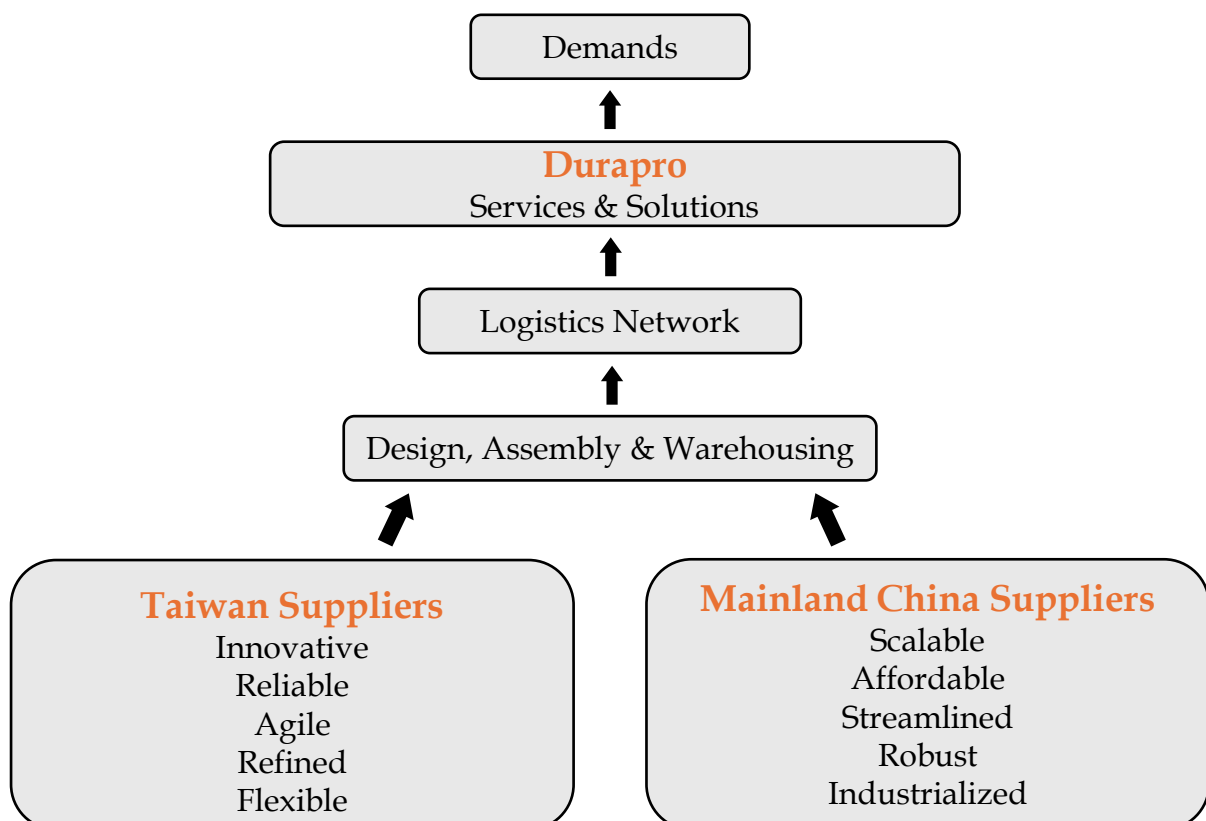 Demands
Durapro
Services & Solutions
Logistics Network
Design, Assembly & Warehousing
Taiwan Suppliers
Innovative
Reliable
Agile
Refined
Flexible
Mainland China Suppliers
Scalable
Affordable
Streamlined
Robust
Industrialized